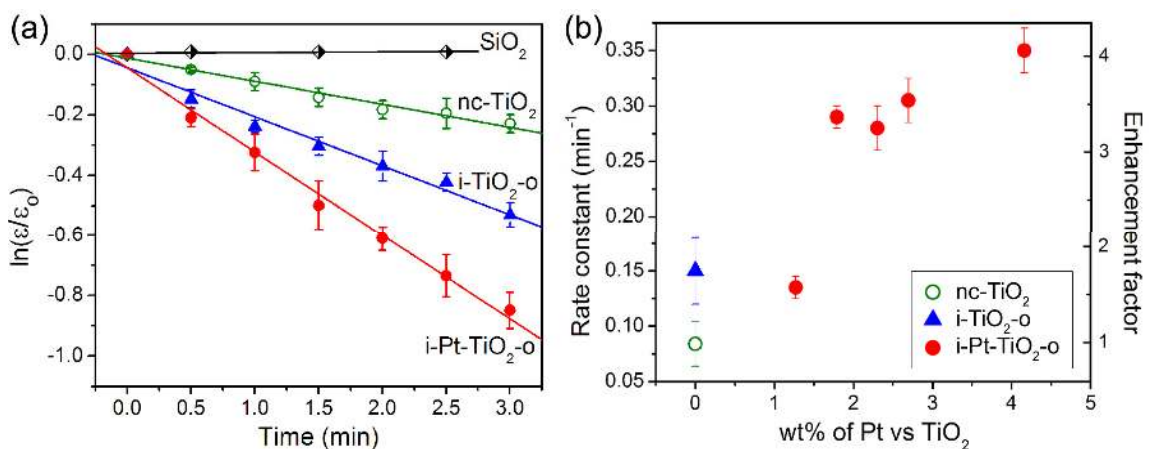 (a)
0.0
-0.2
-0.4
-0.6
-0.8
-1.0
ln(ε/ε₀)
SiO₂
nc-TiO₂
i-TiO₂-o
i-Pt-TiO₂-o
0.0 0.5 1.0 1.5 2.0 2.5 3.0
Time (min)
(b)
0.35
0.30
0.25
0.20
0.15
0.10
0.05
Rate constant (min⁻¹)
4
3
2
1
Enhancement factor
nc-TiO₂
i-TiO₂-o
i-Pt-TiO₂-o
0 1 2 3 4 5
wt% of Pt vs TiO₂